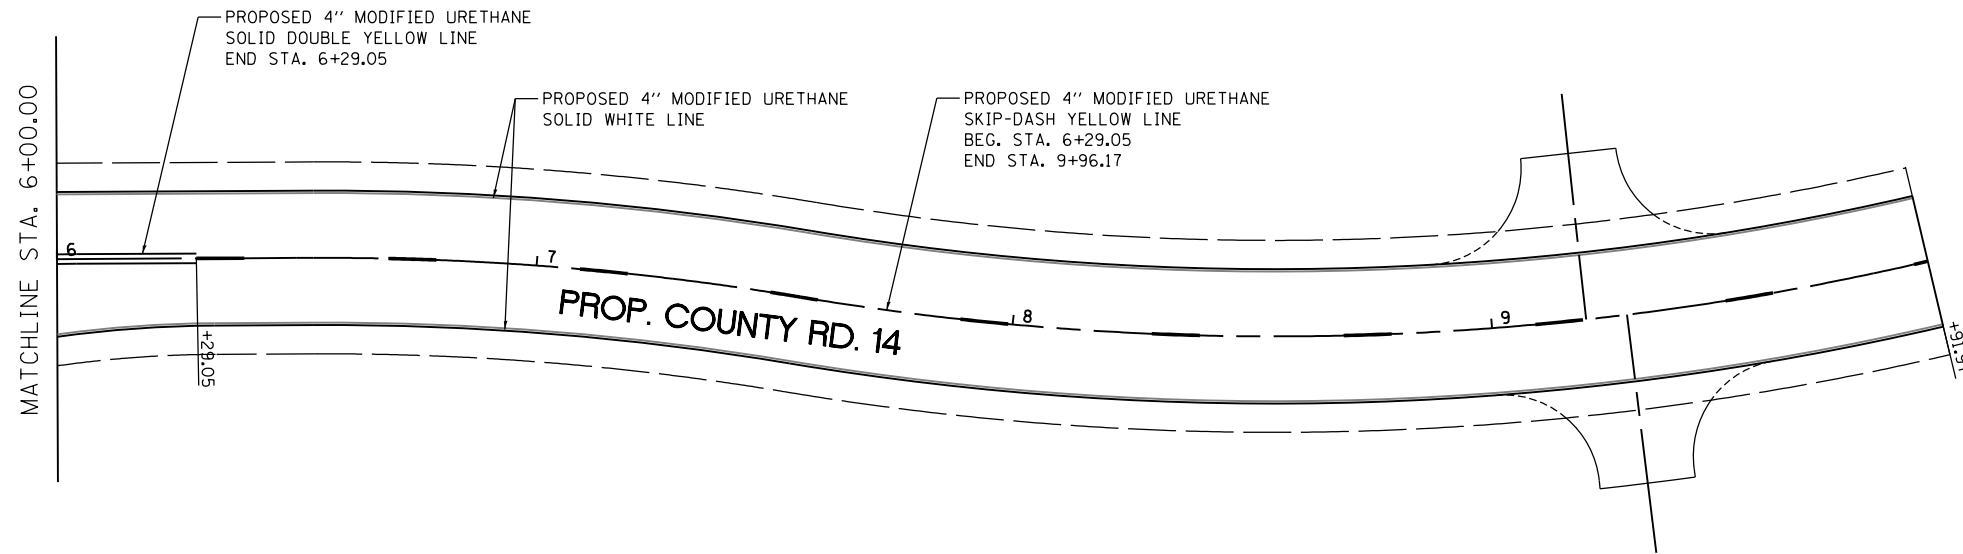 PROPOSED 4'' MODIFIED URETHANE
SOLID DOUBLE YELLOW LINE
END STA. 6+29.05
PROPOSED 4'' MODIFIED URETHANE
SOLID WHITE LINE
PROPOSED 4'' MODIFIED URETHANE
SKIP-DASH YELLOW LINE
BEG. STA. 6+29.05
END STA. 9+96.17
MATCHLINE STA. 6+00.00
6
7
8
9
PROP. COUNTY RD. 14
+29.05